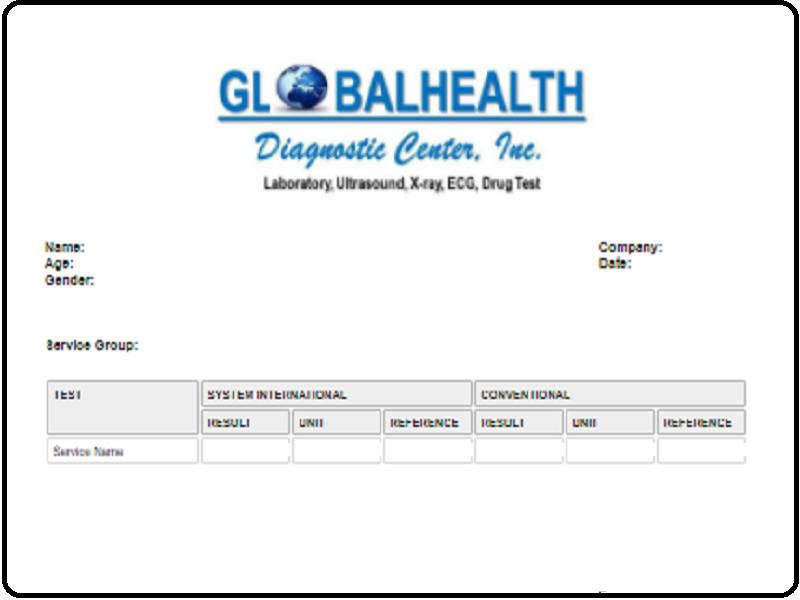 GLOBALHEALTH
Diagnostic Center, Inc.
Laboratory, Ultrasound, X-ray, ECG, Drug Test
Name: Company:
Age: Date:
Gender:
Service Group:
TEST SYSTEM INTERNATIONAL CONVENTIONAL
RESULT UNIT REFERENCE RESULT UNIT REFERENCE
Service Name